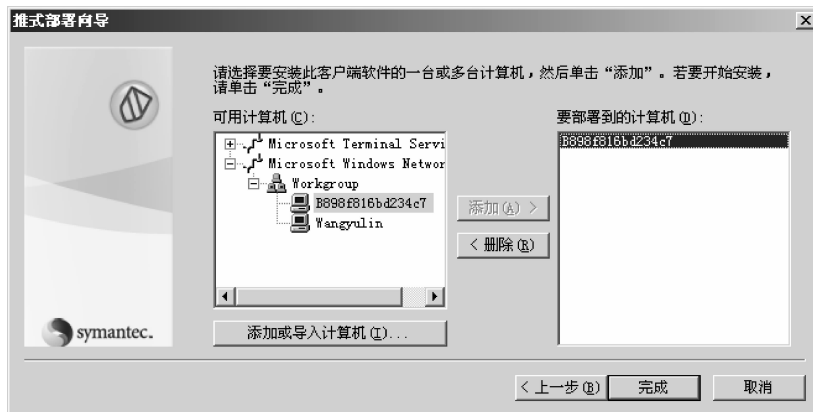 推式部署向导
请选择要安装此客户端软件的一台或多台计算机，然后单击“添加”。若要开始安装，
请单击“完成”。
可用计算机(C):
要部署到的计算机(D):
Microsoft Terminal Servi
Microsoft Windows Networ
Workgroup
B898f816bd234c7
Wangyulin
B898f816bd234c7
添加(A) >
< 删除(R)
添加或导入计算机(I)...
symantec.
< 上一步(B)
完成
取消